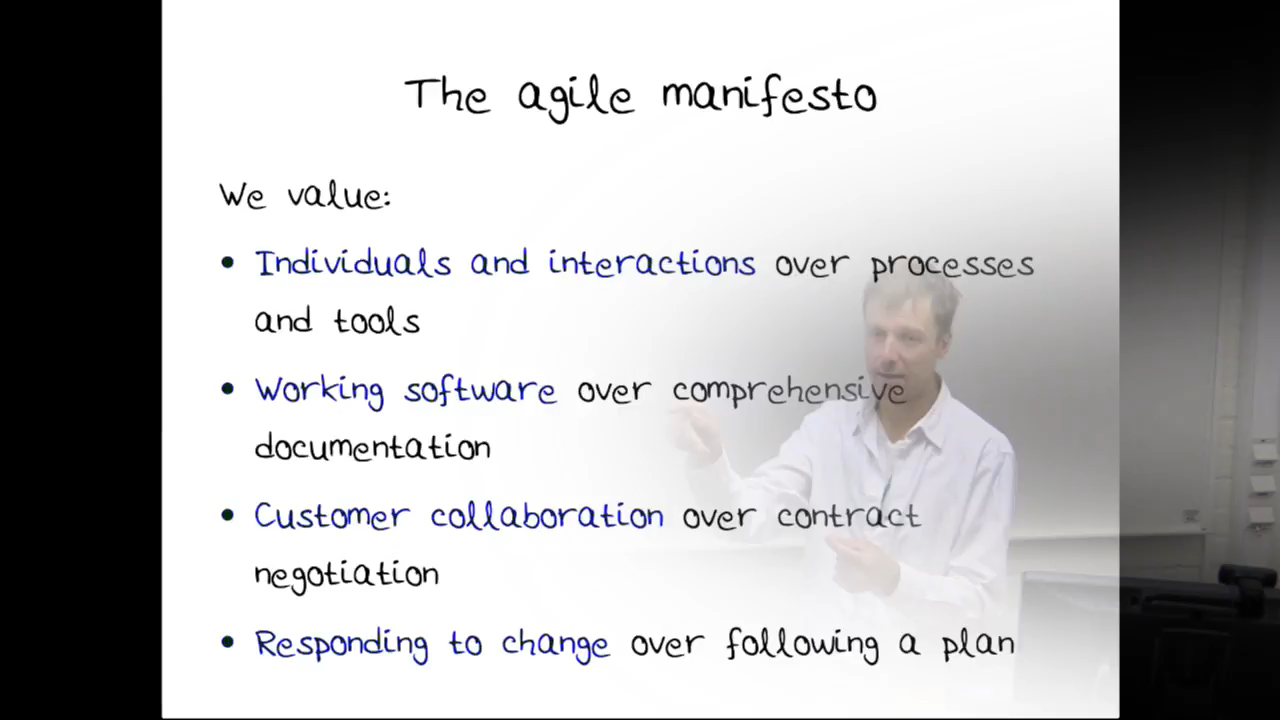 The agile manifesto
We value:
• Individuals and interactions over processes
and tools
• Working software over comprehensive
documentation
• Customer collaboration over contract
negotiation
• Responding to change over following a plan